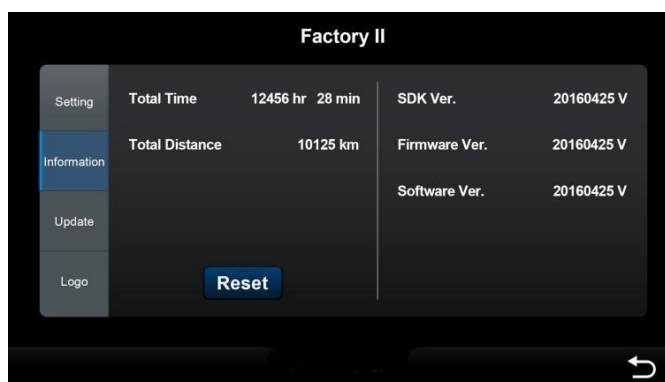 Factory II
Setting
Information
Update
Logo
Total Time 12456 hr 28 min
Total Distance 10125 km
Reset
SDK Ver. 20160425 V
Firmware Ver. 20160425 V
Software Ver. 20160425 V